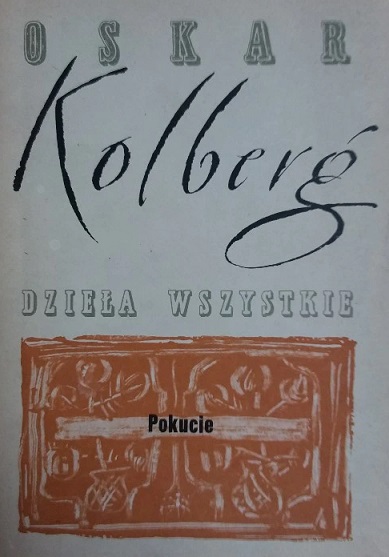 OSKAR
Kolberg
DZIEŁA WSZYSTKIE
Pokucie